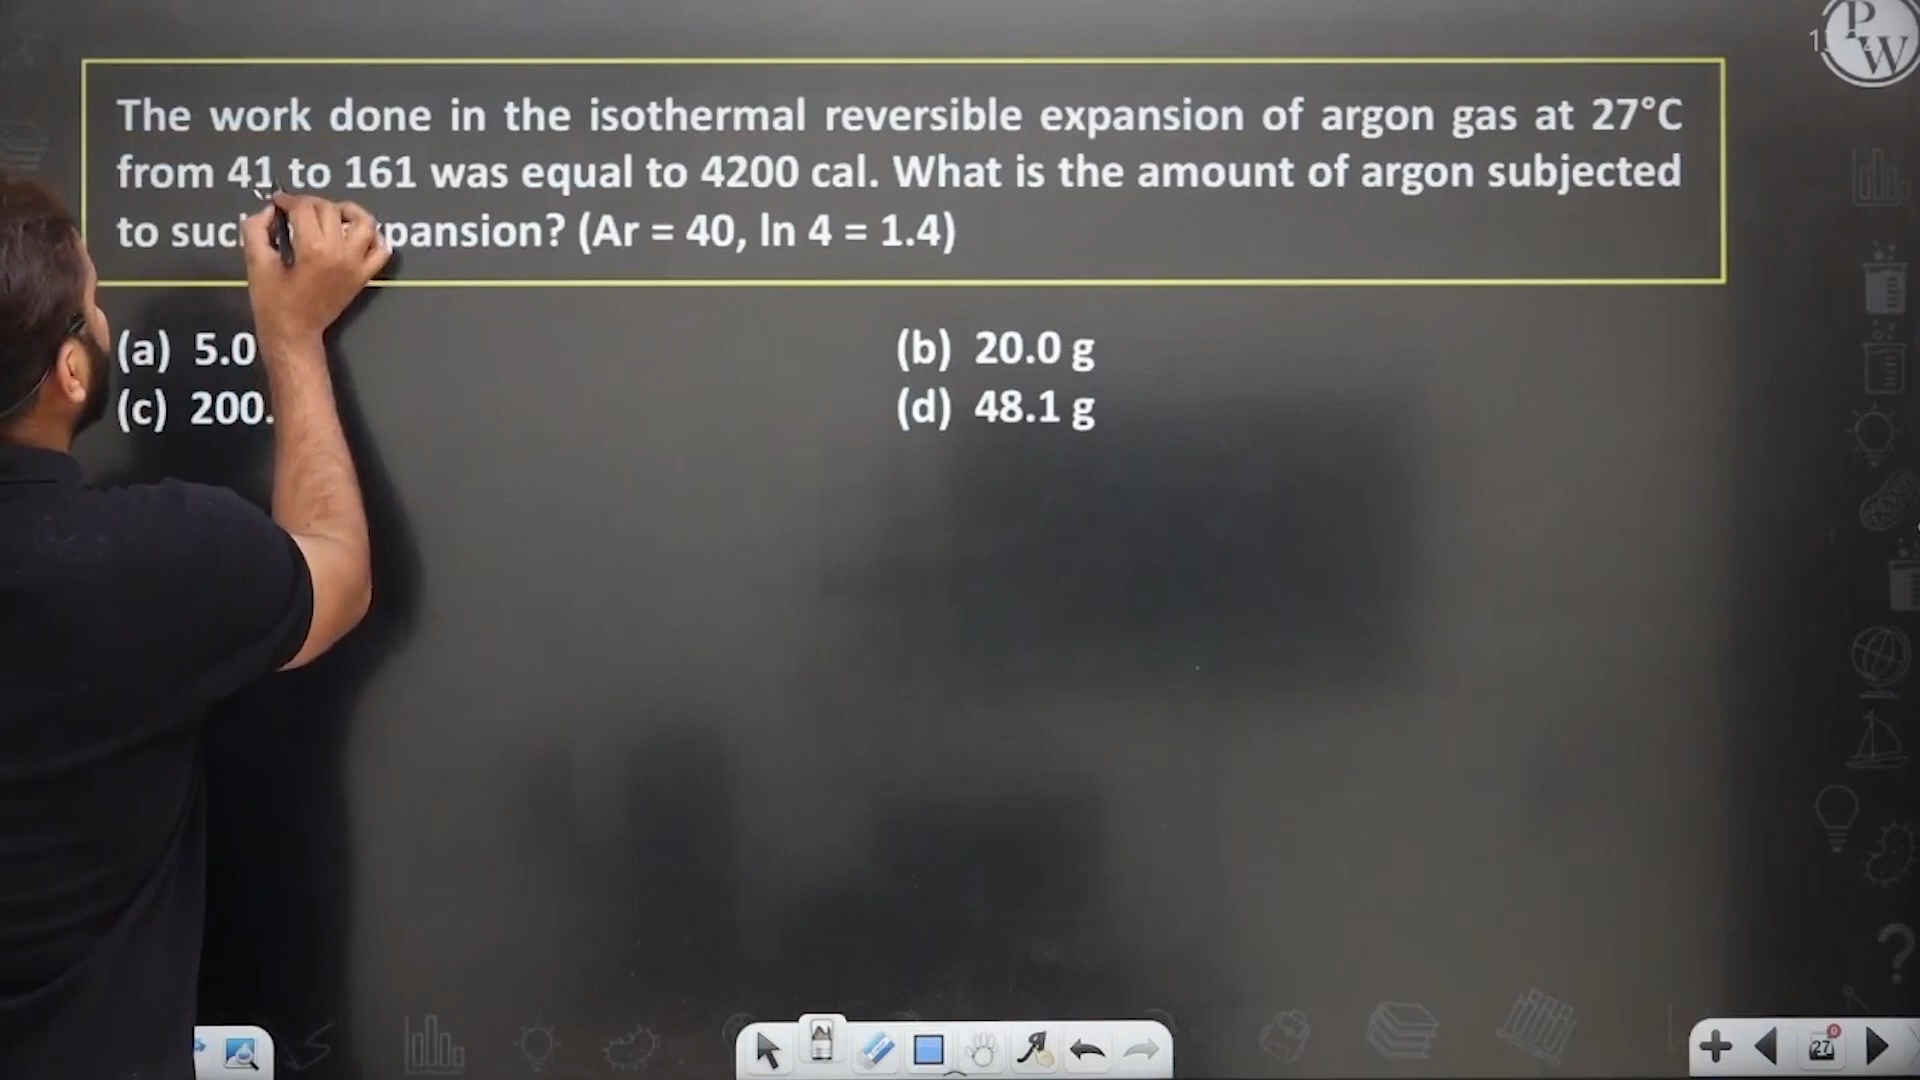 The work done in the isothermal reversible expansion of argon gas at 27°C
from 41 to 161 was equal to 4200 cal. What is the amount of argon subjected
to pansion? (Ar = 40, ln 4 = 1.4)
(a) 5.0
(b) 20.0 g
(c) 200.
(d) 48.1 g
PW
27